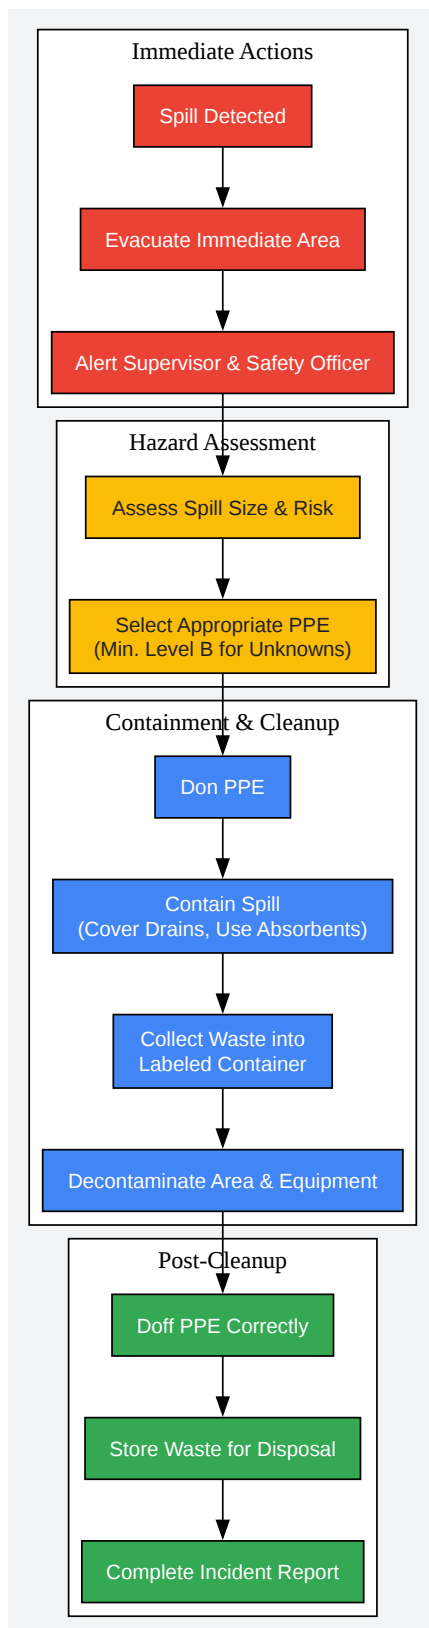 Immediate Actions
Spill Detected
Evacuate Immediate Area
Alert Supervisor & Safety Officer
Hazard Assessment
Assess Spill Size & Risk
Select Appropriate PPE
(Min. Level B for Unknowns)
Containment & Cleanup
Don PPE
Contain Spill
(Cover Drains, Use Absorbents)
Collect Waste into
Labeled Container
Decontaminate Area & Equipment
Post-Cleanup
Doff PPE Correctly
Store Waste for Disposal
Complete Incident Report